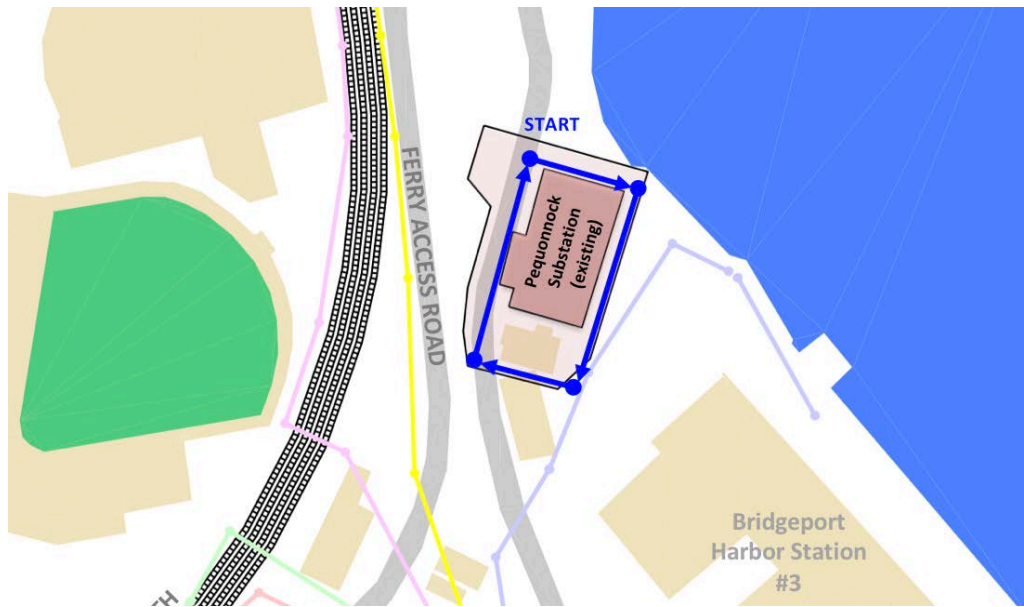 START
FERRY ACCESS ROAD
Pequonnock
Substation
(existing)
Bridgeport
Harbor Station
#3